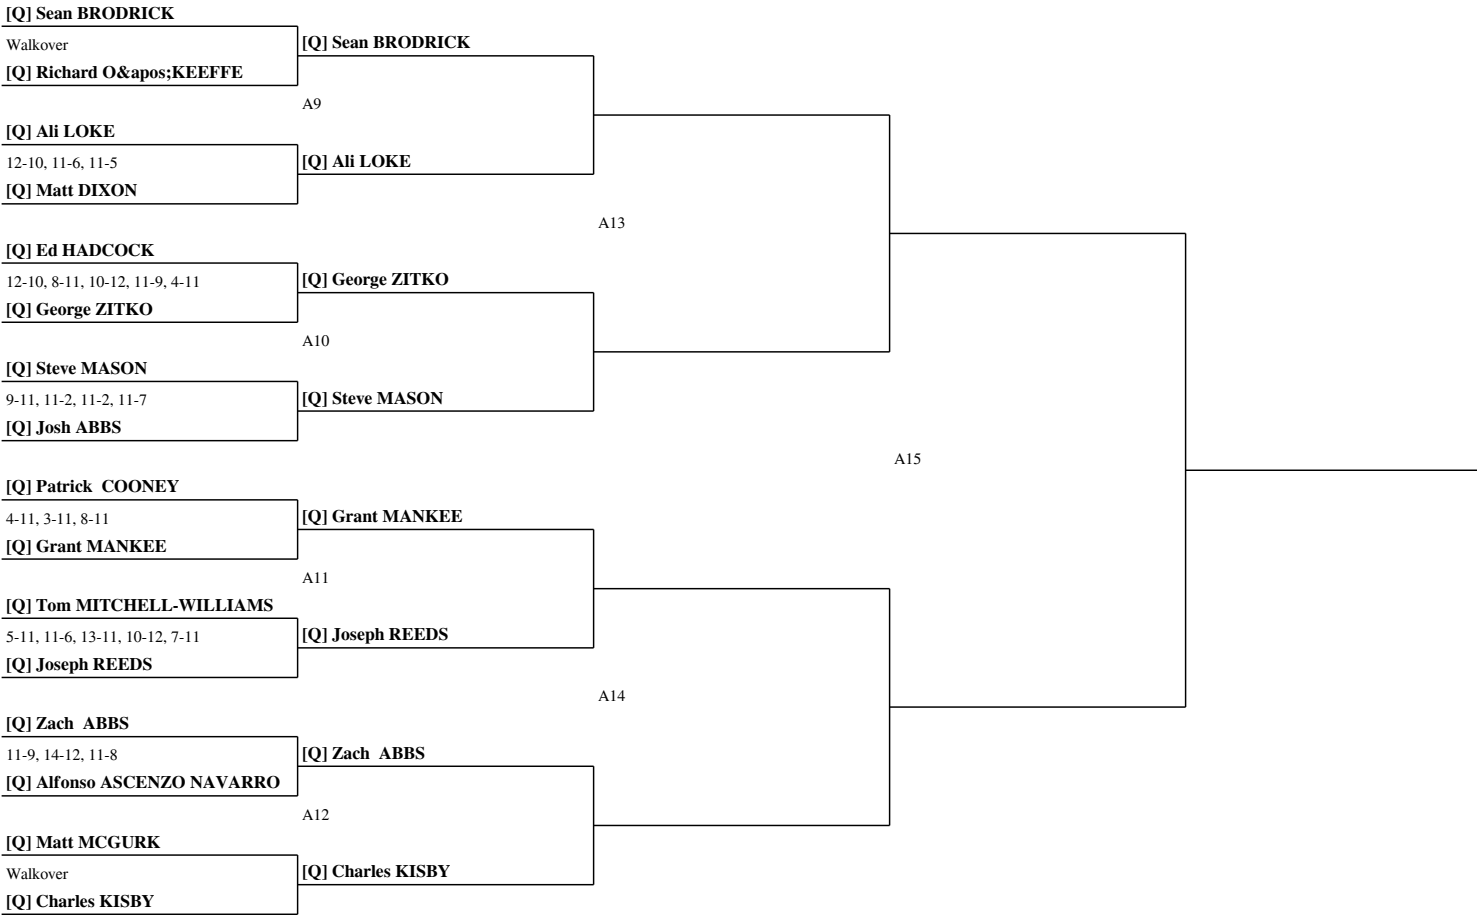 [Q] Sean BRODRICK
Walkover
[Q] Sean BRODRICK
[Q] Richard O&apos;KEEFFE
A9
[Q] Ali LOKE
12-10, 11-6, 11-5
[Q] Ali LOKE
[Q] Matt DIXON
A13
[Q] Ed HADCOCK
12-10, 8-11, 10-12, 11-9, 4-11
[Q] George ZITKO
[Q] George ZITKO
A10
[Q] Steve MASON
9-11, 11-2, 11-2, 11-7
[Q] Steve MASON
[Q] Josh ABBS
A15
[Q] Patrick  COONEY
4-11, 3-11, 8-11
[Q] Grant MANKEE
[Q] Grant MANKEE
A11
[Q] Tom MITCHELL-WILLIAMS
5-11, 11-6, 13-11, 10-12, 7-11
[Q] Joseph REEDS
[Q] Joseph REEDS
A14
[Q] Zach  ABBS
11-9, 14-12, 11-8
[Q] Zach  ABBS
[Q] Alfonso ASCENZO NAVARRO
A12
[Q] Matt MCGURK
Walkover
[Q] Charles KISBY
[Q] Charles KISBY